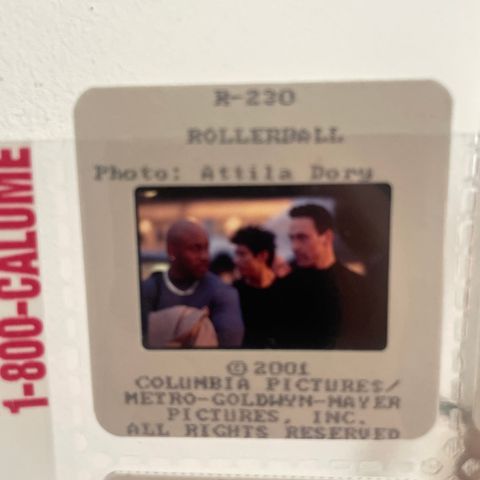 R-230
ROLLERBALL
Photo: Attila Dory
© 2001
COLUMBIA PICTURES/
METRO-GOLDWYN-MAYER
PICTURES, INC.
ALL RIGHTS RESERVED
1-800-CALUME